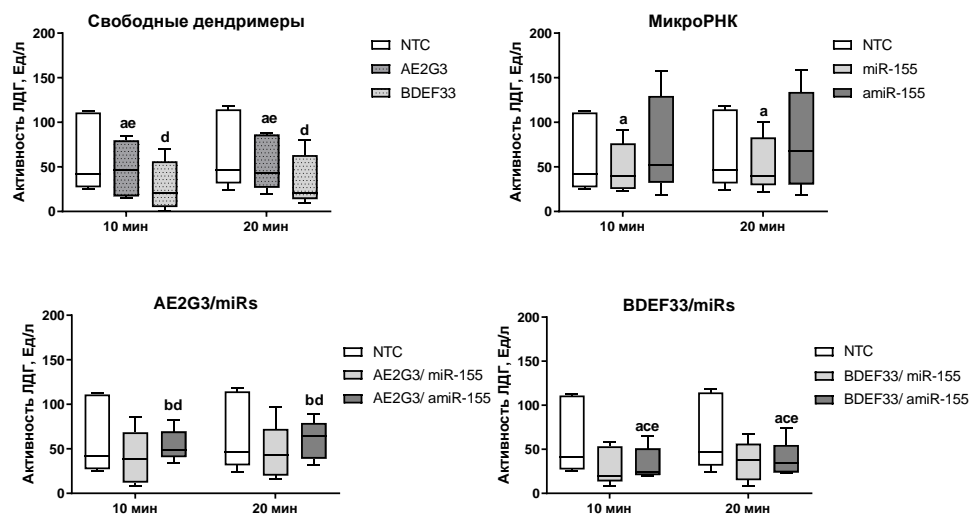 Свободные дендримеры
Активность ЛДГ, Ед/л
200
150
100
50
0
ae
d
ae
d
10 мин
20 мин
NTC
AE2G3
BDEF33
МикроРНК
Активность ЛДГ, Ед/л
200
150
100
50
0
a
a
10 мин
20 мин
NTC
miR-155
amiR-155
AE2G3/miRs
Активность ЛДГ, Ед/л
200
150
100
50
0
bd
bd
10 мин
20 мин
NTC
AE2G3/ miR-155
AE2G3/ amiR-155
BDEF33/miRs
Активность ЛДГ, Ед/л
200
150
100
50
0
ace
ace
10 мин
20 мин
NTC
BDEF33/ miR-155
BDEF33/ amiR-155